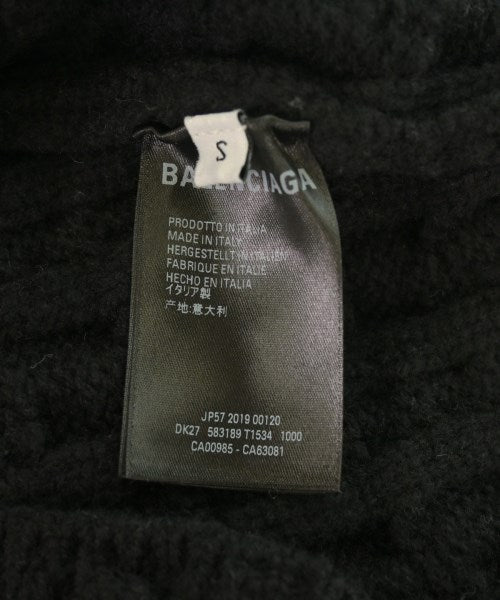 S
BALENCIAGA
PRODOTTO IN ITALIA
MADE IN ITALY
HERGESTELLT IN ITALIEN
FABRIQUE EN ITALIE
HECHO EN ITALIA
イタリア製
产地:意大利
JP57 2019 00120
DK27 583189 T1534 1000
CA00985 - CA63081